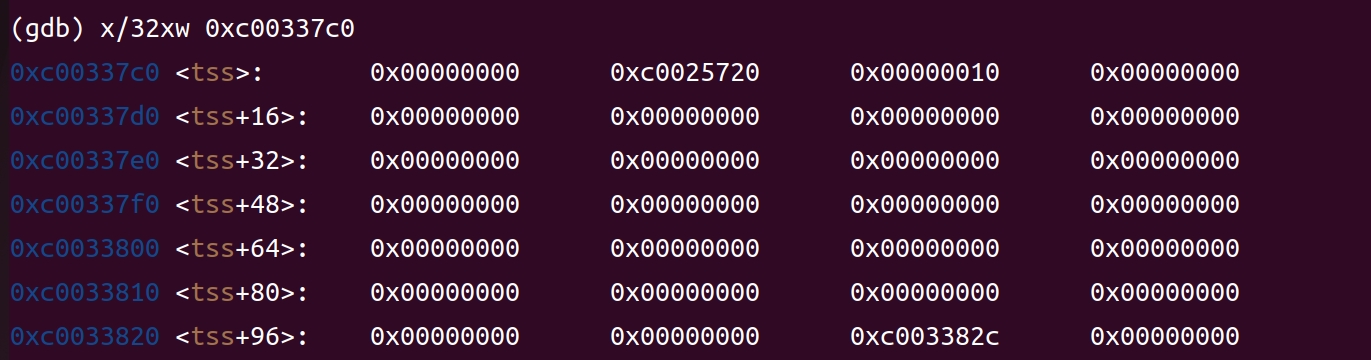 (gdb) x/32xw 0xc00337c0
0xc00337c0 <tss>: 0x00000000 0xc0025720 0x00000010 0x00000000
0xc00337d0 <tss+16>: 0x00000000 0x00000000 0x00000000 0x00000000
0xc00337e0 <tss+32>: 0x00000000 0x00000000 0x00000000 0x00000000
0xc00337f0 <tss+48>: 0x00000000 0x00000000 0x00000000 0x00000000
0xc0033800 <tss+64>: 0x00000000 0x00000000 0x00000000 0x00000000
0xc0033810 <tss+80>: 0x00000000 0x00000000 0x00000000 0x00000000
0xc0033820 <tss+96>: 0x00000000 0x00000000 0xc003382c 0x00000000